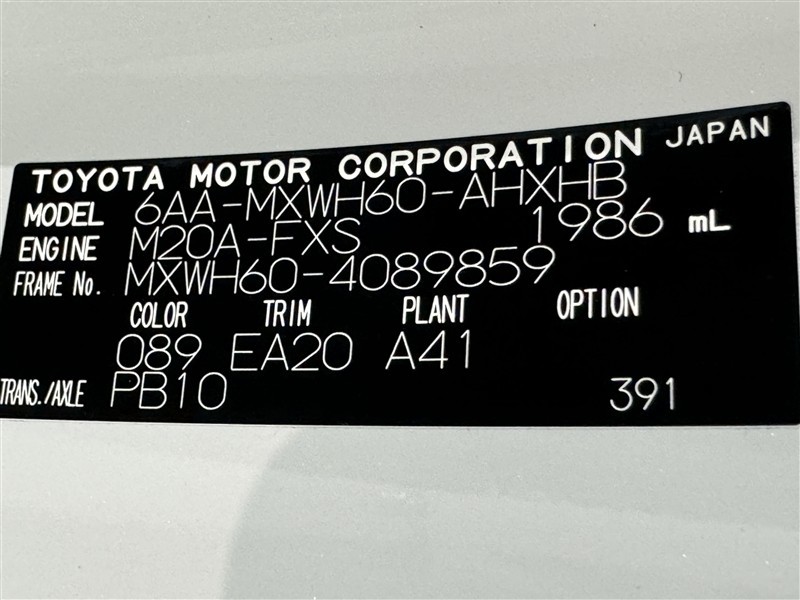 TOYOTA MOTOR CORPORATION JAPAN
MODEL 6AA-MXWH60-AHXHB
ENGINE M20A-FXS 1986 mL
FRAME No. MXWH60-4089859
COLOR TRIM PLANT OPTION
089 EA20 A41
TRANS./AXLE PB10 391